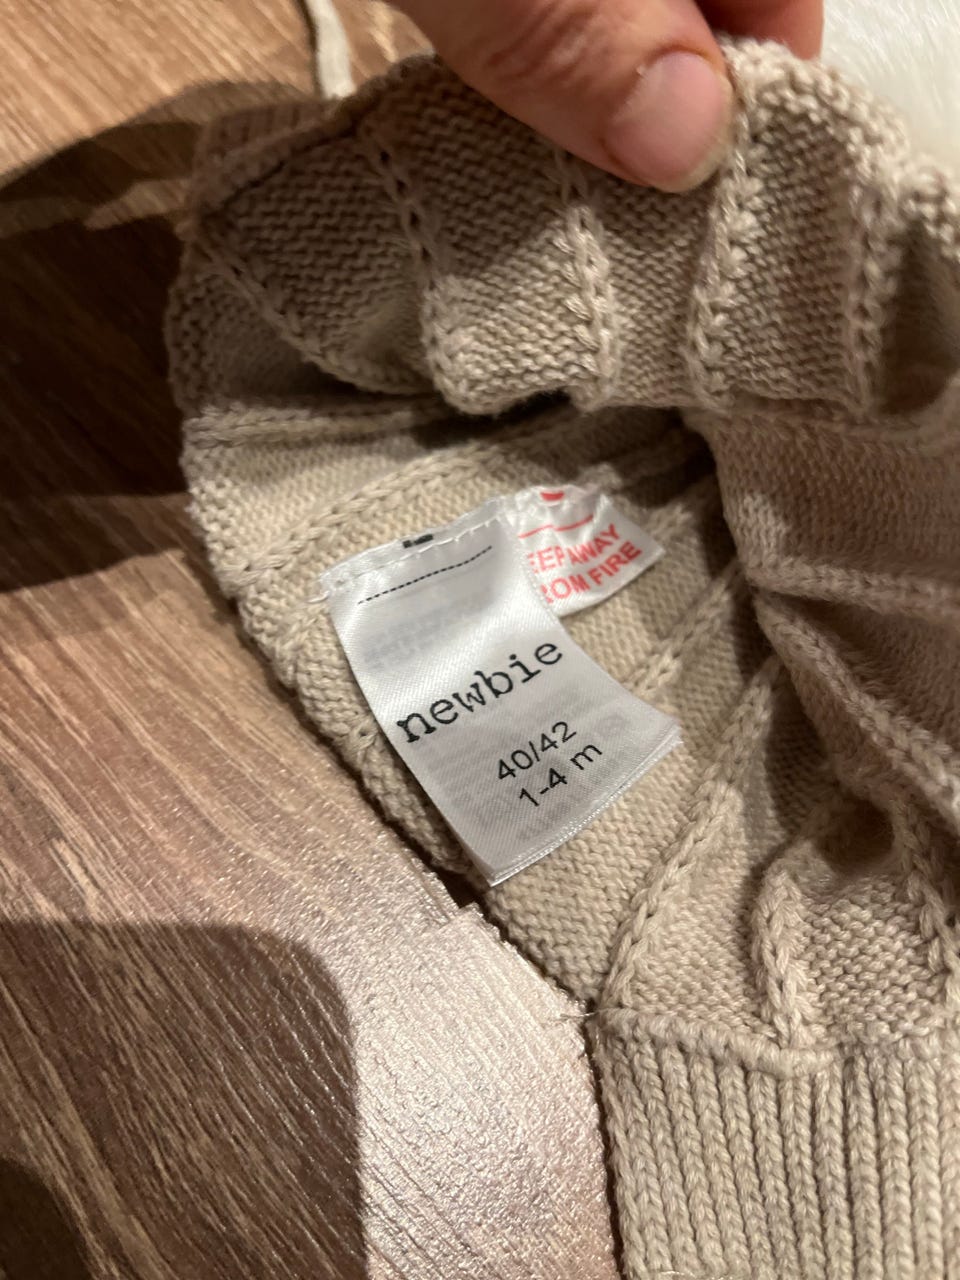 newbie
40/42
1-4 m
EEP AWAY
ROM FIRE